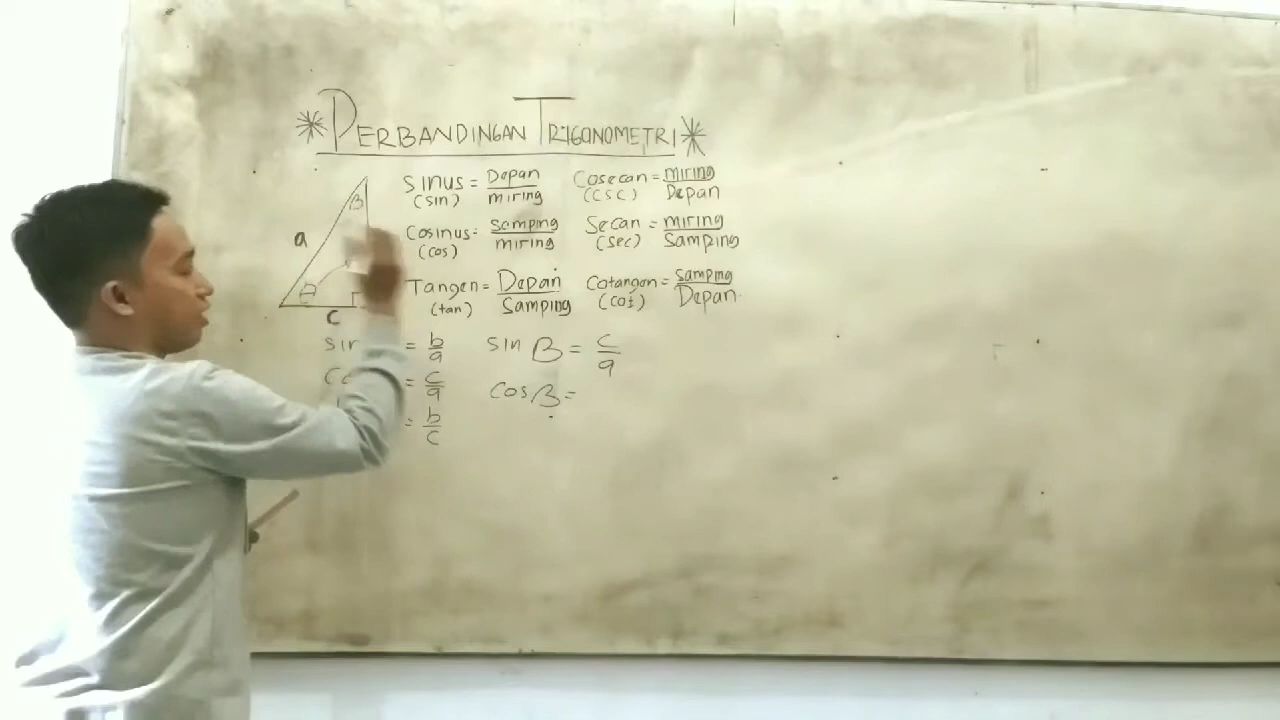 * PERBANDINGAN TRIGONOMETRI *
Sinus = Depan / miring
(sin)
Cosecan = miring / Depan
(CSC)
Cosinus = samping / miring
(cos)
Secan = miring / Samping
(sec)
Tangen = Depan / Samping
(tan)
Cotangen = samping / Depan
(cot)
B
a
θ
c
sin = b/a
= c/a
= b/c
sin B = c/a
cos B =